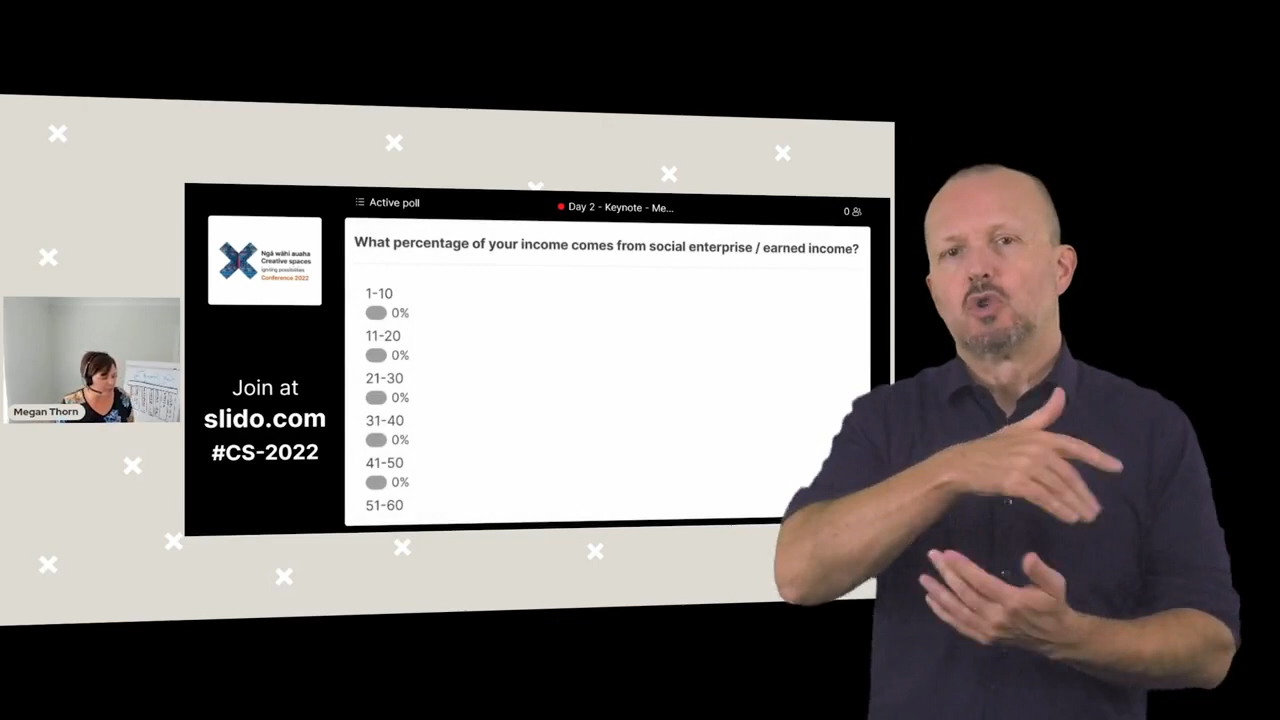 Active poll
Day 2 - Keynote - Me...
0
Ngā wāhi auaha
Creative spaces
igniting possibilities
Conference 2022
What percentage of your income comes from social enterprise / earned income?
1-10
0%
11-20
0%
21-30
0%
31-40
0%
41-50
0%
51-60
Join at
slido.com
#CS-2022
Megan Thorn